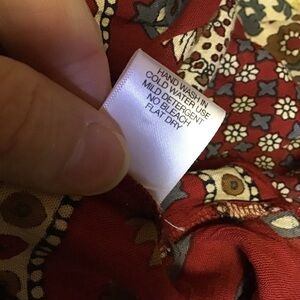 HAND WASH IN
COLD WATER USE
MILD DETERGENT
NO BLEACH
FLAT DRY